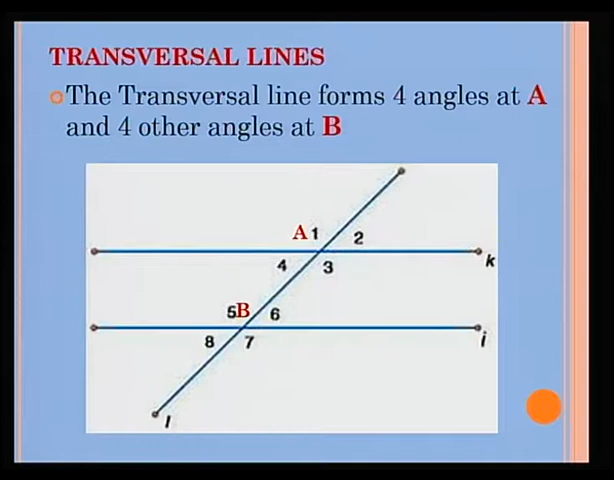 TRANSVERSAL LINES
The Transversal line forms 4 angles at A
and 4 other angles at B
A 1 2
4 3 k
5B 6
8 7 i
l